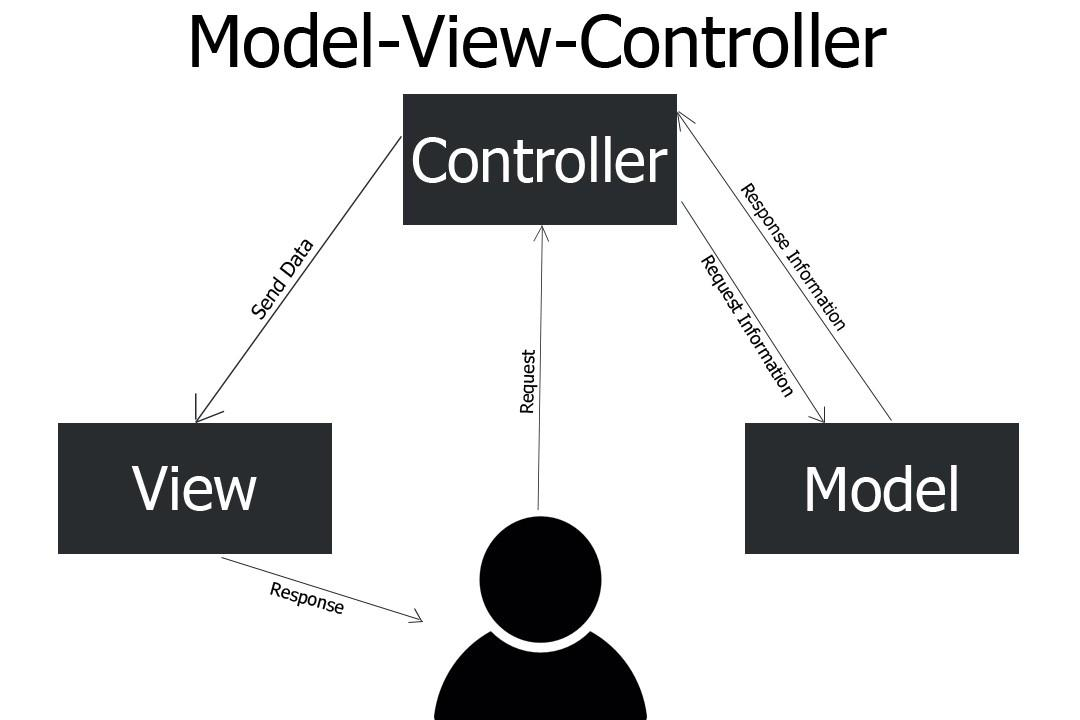 Model-View-Controller
Controller
Send Data
Response Information
Request Information
Request
View
Model
Response